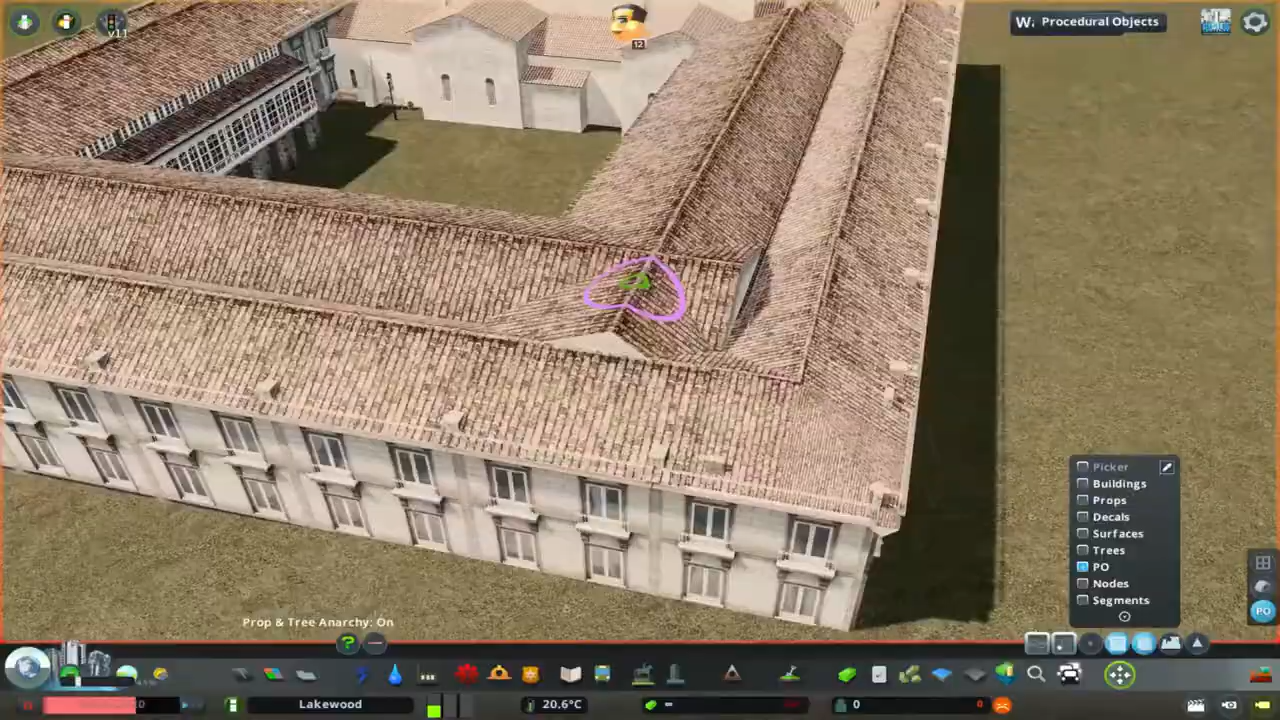 v11
12
W; Procedural Objects
Picker
Buildings
Props
Decals
Surfaces
Trees
PO
Nodes
Segments
PO
Prop & Tree Anarchy: On
?
Lakewood
20.6°C
0
0